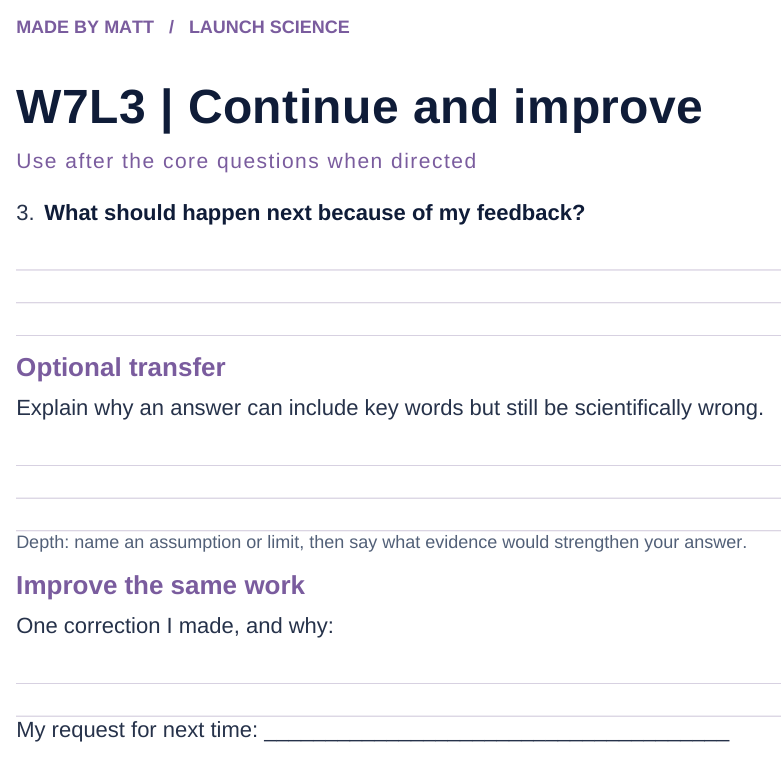 MADE BY MATT / LAUNCH SCIENCE
W7L3 | Continue and improve
Use after the core questions when directed
3. What should happen next because of my feedback?
Optional transfer
Explain why an answer can include key words but still be scientifically wrong.
Depth: name an assumption or limit, then say what evidence would strengthen your answer.
Improve the same work
One correction I made, and why:
My request for next time: ______________________________________